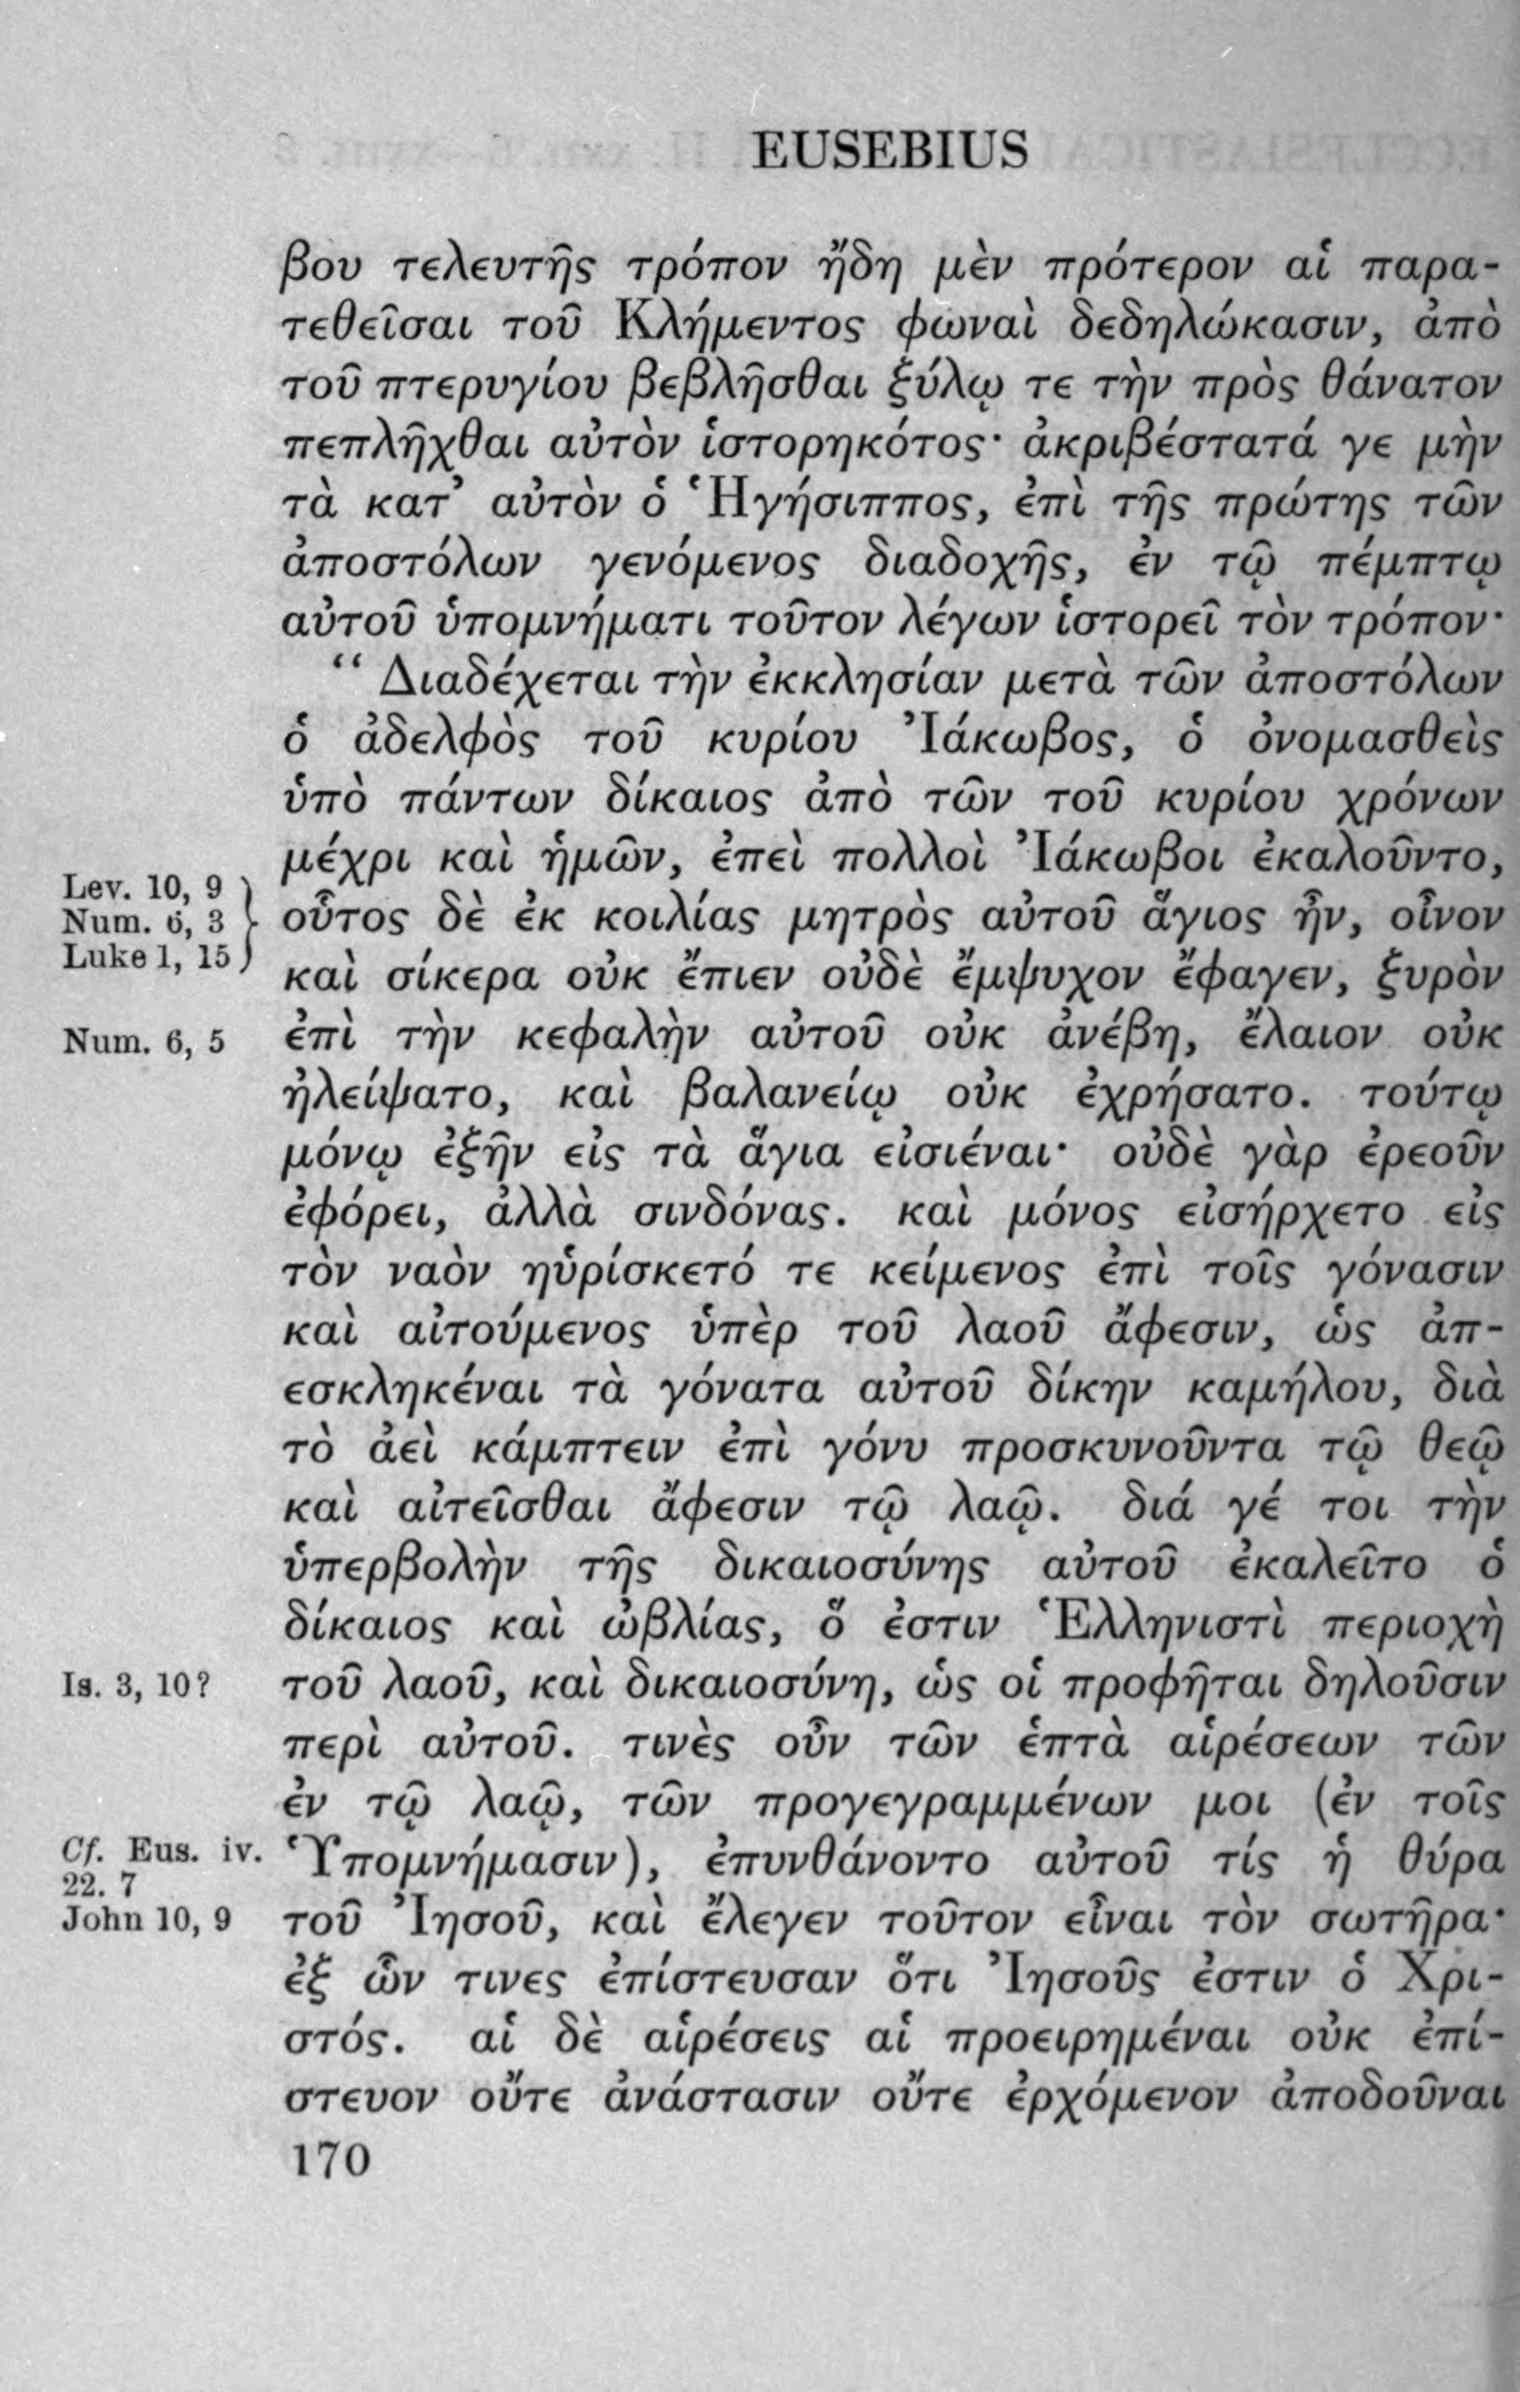 EUSEBIUS
βου τελευτῆς τρόπον ἤδη μὲν πρότερον αἱ παρα-
τεθεῖσαι τοῦ Κλήμεντος φωναὶ δεδηλώκασιν, ἀπὸ
τοῦ πτερυγίου βεβλῆσθαι ξύλῳ τε τὴν πρὸς θάνατον
πεπλῆχθαι αὐτὸν ἱστορηκότος· ἀκριβέστατά γε μὴν
τὰ κατ’ αὐτὸν ὁ Ἡγήσιππος, ἐπὶ τῆς πρώτης τῶν
ἀποστόλων γενόμενος διαδοχῆς, ἐν τῷ πέμπτῳ
αὐτοῦ ὑπομνήματι τοῦτον λέγων ἱστορεῖ τὸν τρόπον·
“ Διαδέχεται τὴν ἐκκλησίαν μετὰ τῶν ἀποστόλων
ὁ ἀδελφὸς τοῦ κυρίου Ἰάκωβος, ὁ ὀνομασθεὶς
ὑπὸ πάντων δίκαιος ἀπὸ τῶν τοῦ κυρίου χρόνων
μέχρι καὶ ἡμῶν, ἐπεὶ πολλοὶ Ἰάκωβοι ἐκαλοῦντο,
Lev. 10, 9
Num. 6, 3
Luke 1, 15
οὗτος δὲ ἐκ κοιλίας μητρὸς αὐτοῦ ἅγιος ἦν, οἶνον
καὶ σίκερα οὐκ ἔπιεν οὐδὲ ἔμψυχον ἔφαγεν, ξυρὸν
Num. 6, 5
ἐπὶ τὴν κεφαλὴν αὐτοῦ οὐκ ἀνέβη, ἔλαιον οὐκ
ἠλείψατο, καὶ βαλανείῳ οὐκ ἐχρήσατο. τούτῳ
μόνῳ ἐξῆν εἰς τὰ ἅγια εἰσιέναι· οὐδὲ γὰρ ἐρεοῦν
ἐφόρει, ἀλλὰ σινδόνας. καὶ μόνος εἰσήρχετο εἰς
τὸν ναὸν ηὑρίσκετό τε κείμενος ἐπὶ τοῖς γόνασιν
καὶ αἰτούμενος ὑπὲρ τοῦ λαοῦ ἄφεσιν, ὡς ἀπ-
εσκληκέναι τὰ γόνατα αὐτοῦ δίκην καμήλου, διὰ
τὸ ἀεὶ κάμπτειν ἐπὶ γόνυ προσκυνοῦντα τῷ θεῷ
καὶ αἰτεῖσθαι ἄφεσιν τῷ λαῷ. διά γέ τοι τὴν
ὑπερβολὴν τῆς δικαιοσύνης αὐτοῦ ἐκαλεῖτο ὁ
δίκαιος καὶ ὠβλίας, ὅ ἐστιν Ἑλληνιστὶ περιοχὴ
Is. 3, 10?
τοῦ λαοῦ, καὶ δικαιοσύνη, ὡς οἱ προφῆται δηλοῦσιν
περὶ αὐτοῦ. τινὲς οὖν τῶν ἑπτὰ αἱρέσεων τῶν
ἐν τῷ λαῷ, τῶν προγεγραμμένων μοι (ἐν τοῖς
Cf. Eus. iv.
22. 7
Ὑπομνήμασιν), ἐπυνθάνοντο αὐτοῦ τίς ἡ θύρα
John 10, 9
τοῦ Ἰησοῦ, καὶ ἔλεγεν τοῦτον εἶναι τὸν σωτῆρα·
ἐξ ὧν τινες ἐπίστευσαν ὅτι Ἰησοῦς ἐστιν ὁ Χρι-
στός. αἱ δὲ αἱρέσεις αἱ προειρημέναι οὐκ ἐπί-
στευον οὔτε ἀνάστασιν οὔτε ἐρχόμενον ἀποδοῦναι
170